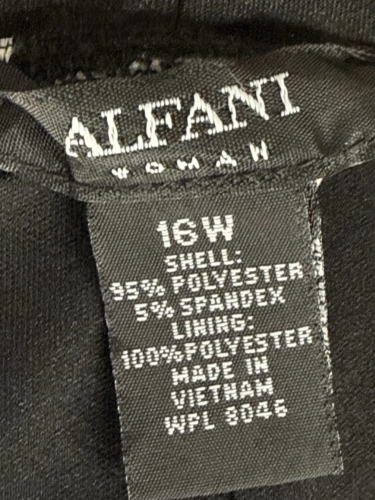 ALFANI
WOMAN
16W
SHELL:
95% POLYESTER
5% SPANDEX
LINING:
100% POLYESTER
MADE IN
VIETNAM
WPL 8046